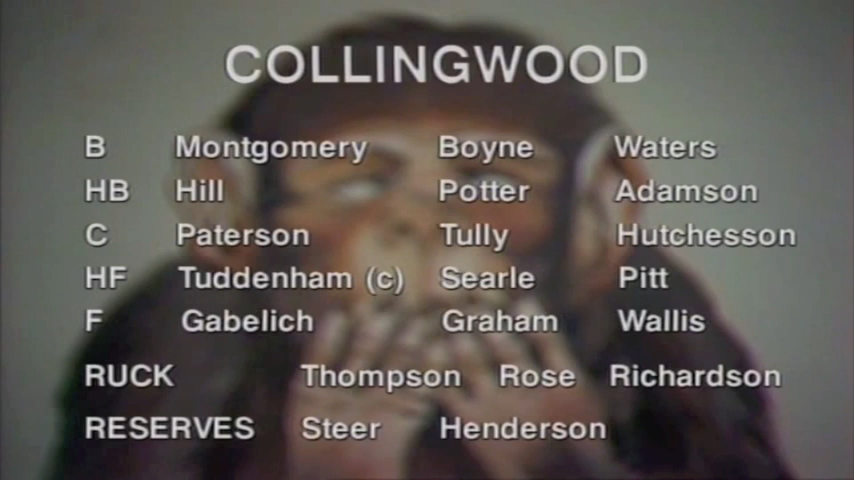 COLLINGWOOD
B Montgomery Boyne Waters
HB Hill Potter Adamson
C Paterson Tully Hutchesson
HF Tuddenham (c) Searle Pitt
F Gabelich Graham Wallis
RUCK Thompson Rose Richardson
RESERVES Steer Henderson